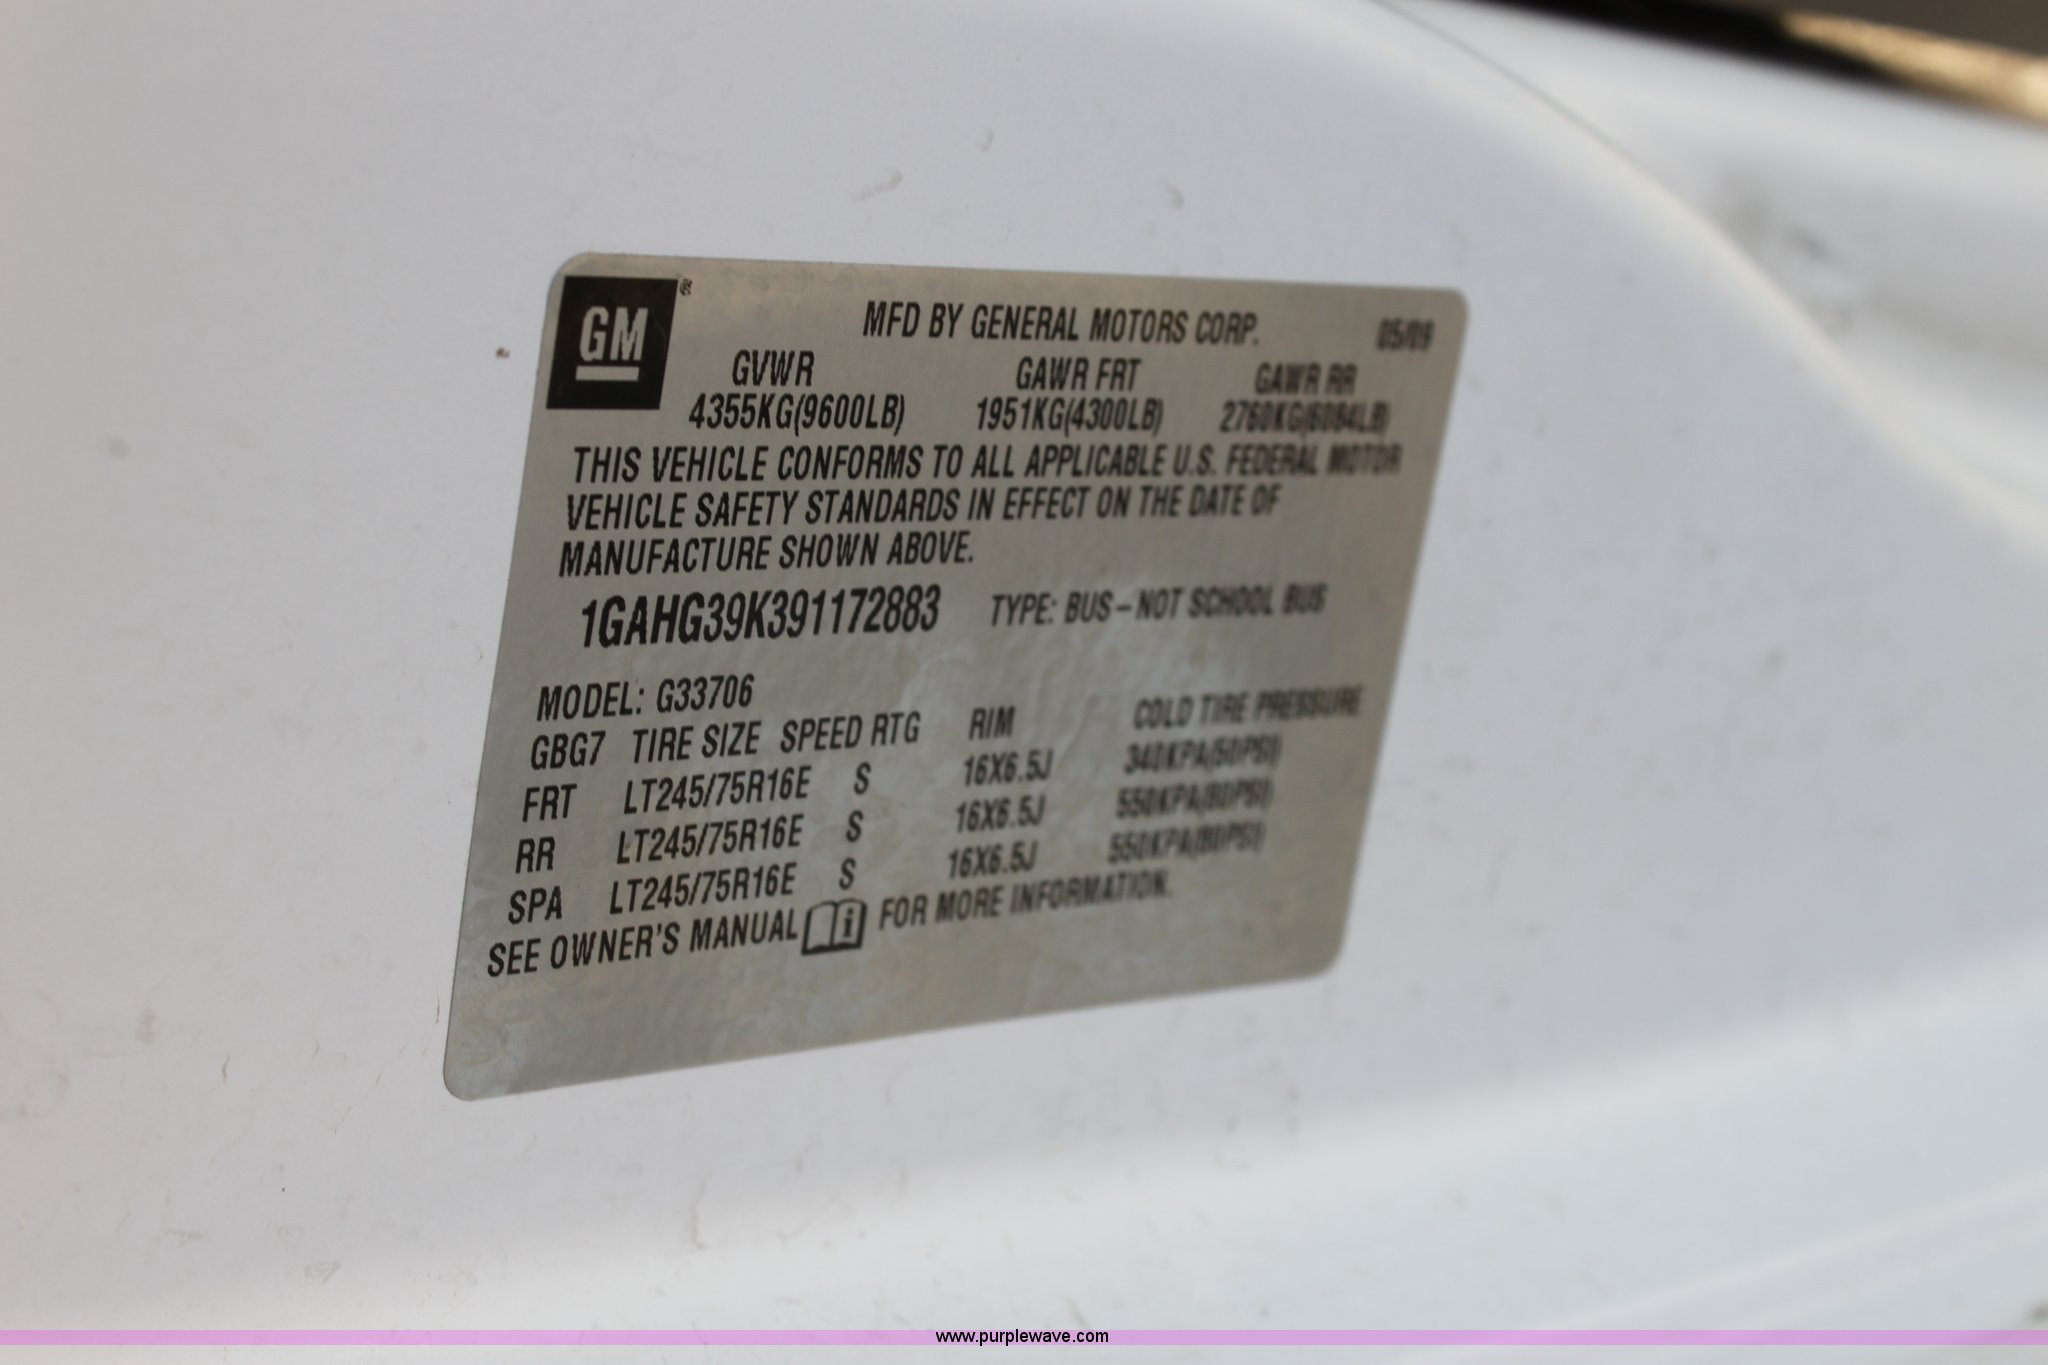 GM ®
MFD BY GENERAL MOTORS CORP. 05/09
GVWR GAWR FRT GAWR RR
4355KG(9600LB) 1951KG(4300LB) 2760KG(6084LB)
THIS VEHICLE CONFORMS TO ALL APPLICABLE U.S. FEDERAL MOTOR
VEHICLE SAFETY STANDARDS IN EFFECT ON THE DATE OF
MANUFACTURE SHOWN ABOVE.
1GAHG39K391172883 TYPE: BUS – NOT SCHOOL BUS
MODEL: G33706
GBG7 TIRE SIZE SPEED RTG RIM COLD TIRE PRESSURE
FRT LT245/75R16E S 16X6.5J 340KPA(50PSI)
RR LT245/75R16E S 16X6.5J 550KPA(80PSI)
SPA LT245/75R16E S 16X6.5J 550KPA(80PSI)
SEE OWNER'S MANUAL i FOR MORE INFORMATION.
www.purplewave.com